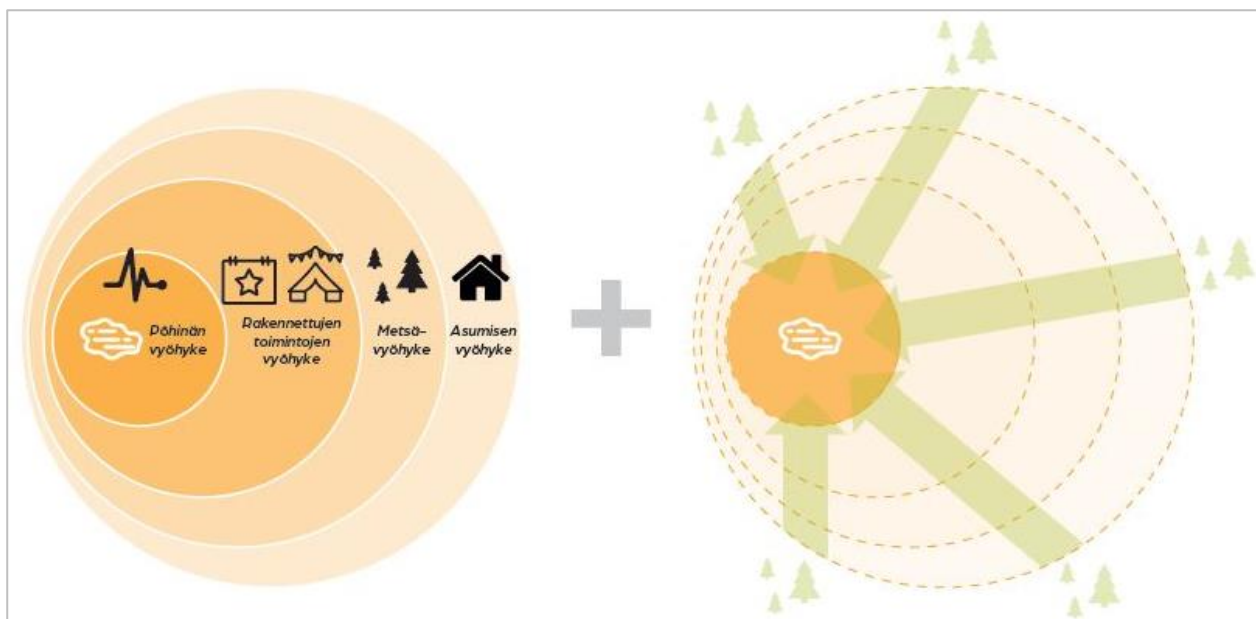 Pöhinän
vyöhyke
Rakennettujen
toimintojen
vyöhyke
Metsä-
vyöhyke
Asumisen
vyöhyke